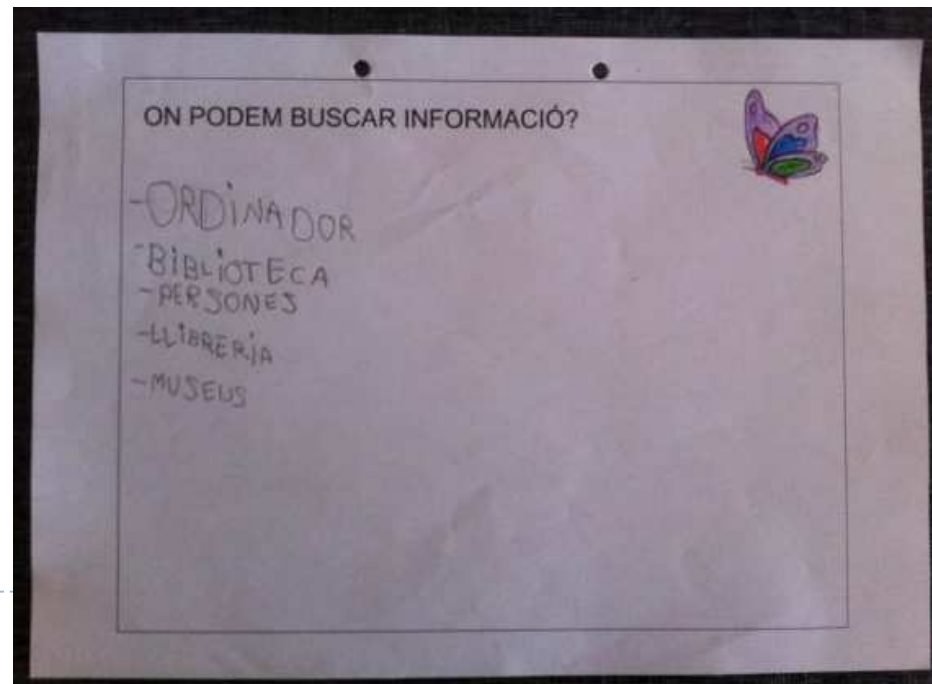 ON PODEM BUSCAR INFORMACIÓ?
-ORDINADOR
-BIBLIOTECA
-PERSONES
-LLIBRERIA
-MUSEUS